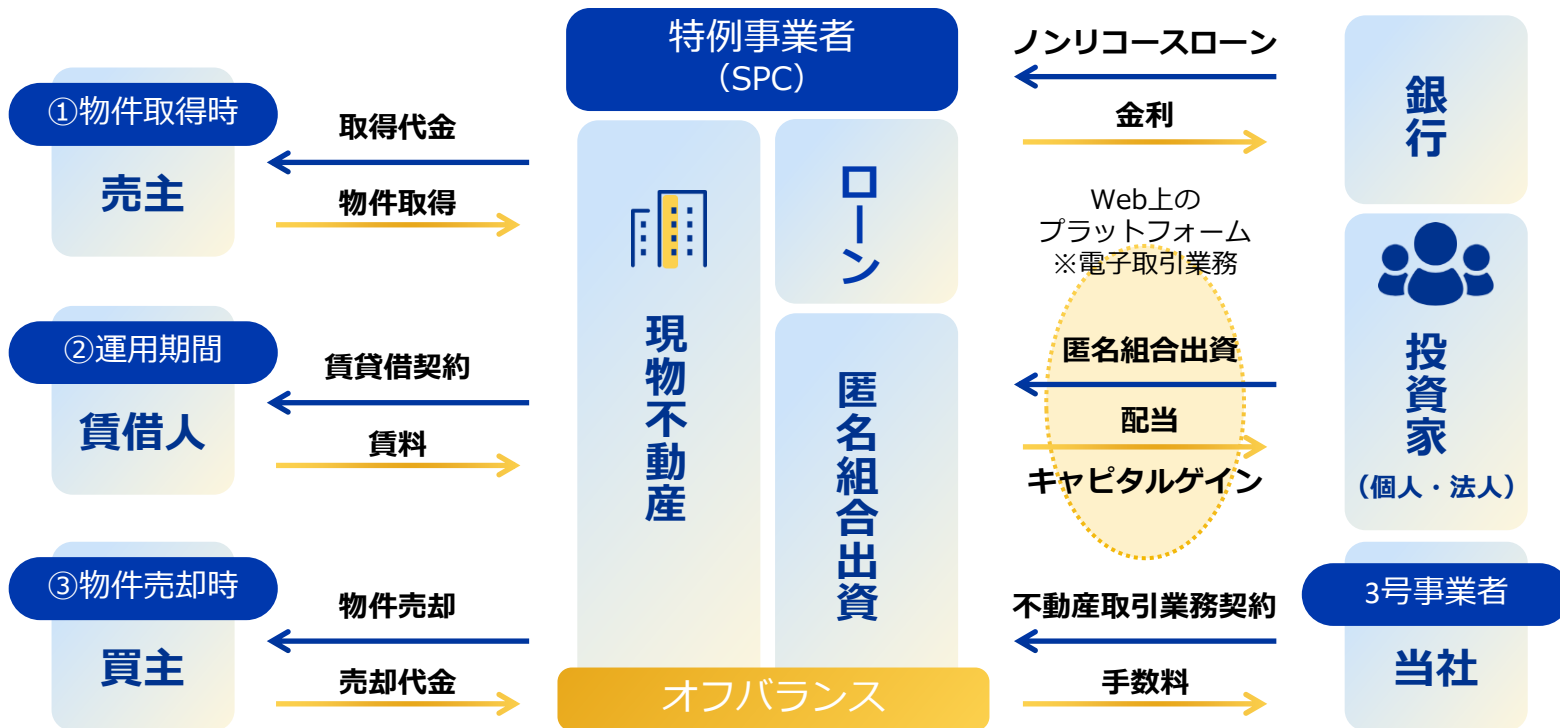 特例事業者
（SPC）
①物件取得時
売主
取得代金
物件取得
②運用期間
賃借人
賃貸借契約
賃料
③物件売却時
買主
物件売却
売却代金
現物不動産
ローン
匿名組合出資
オフバランス
ノンリコースローン
金利
銀行
Web上の
プラットフォーム
※電子取引業務
匿名組合出資
配当
キャピタルゲイン
投資家
（個人・法人）
不動産取引業務契約
手数料
3号事業者
当社